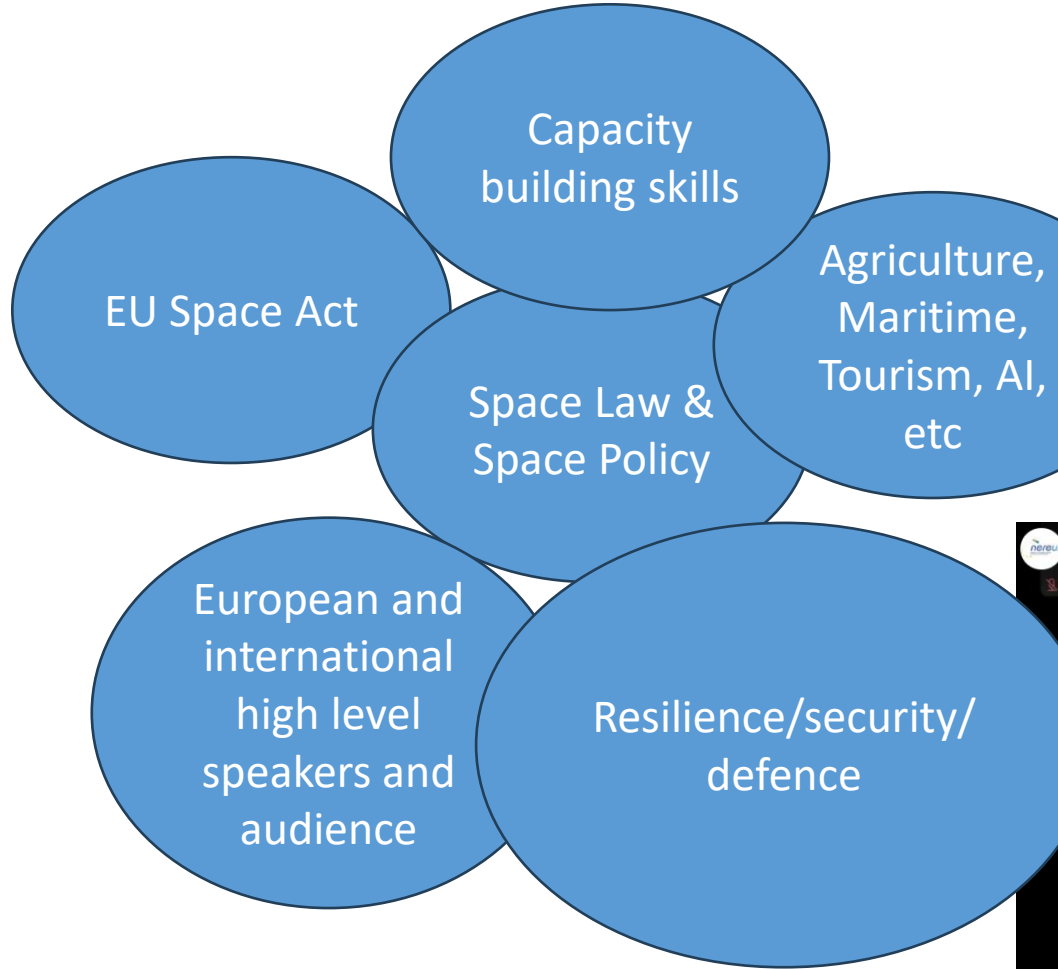 Capacity
building skills
EU Space Act
Agriculture,
Maritime,
Tourism, AI,
etc
Space Law &
Space Policy
European and
international
high level
speakers and
audience
Resilience/security/
defence
nereu